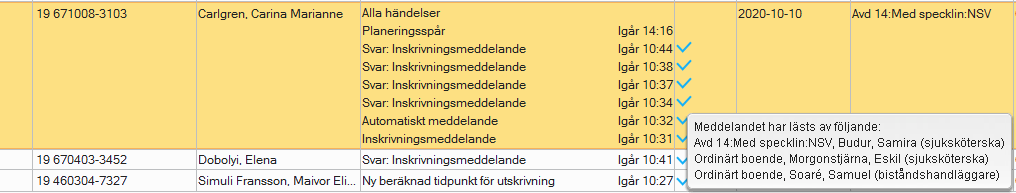 19 671008-3103 Carlgren, Carina Marianne Alla händelser 2020-10-10 Avd 14:Med specklin:NSV
Planeringsspår Igår 14:16
Svar: Inskrivningsmeddelande Igår 10:44
Svar: Inskrivningsmeddelande Igår 10:38
Svar: Inskrivningsmeddelande Igår 10:37
Svar: Inskrivningsmeddelande Igår 10:34
Automatiskt meddelande Igår 10:32
Inskrivningsmeddelande Igår 10:31
Meddelandet har lästs av följande:
Avd 14:Med specklin:NSV, Budur, Samira (sjuksköterska)
Ordinärt boende, Morgonstjärna, Eskil (sjuksköterska)
Ordinärt boende, Soaré, Samuel (biståndshandläggare)
19 670403-3452 Dobolyi, Elena Svar: Inskrivningsmeddelande Igår 10:41
19 460304-7327 Simuli Fransson, Maivor Eli... Ny beräknad tidpunkt för utskrivning Igår 10:27